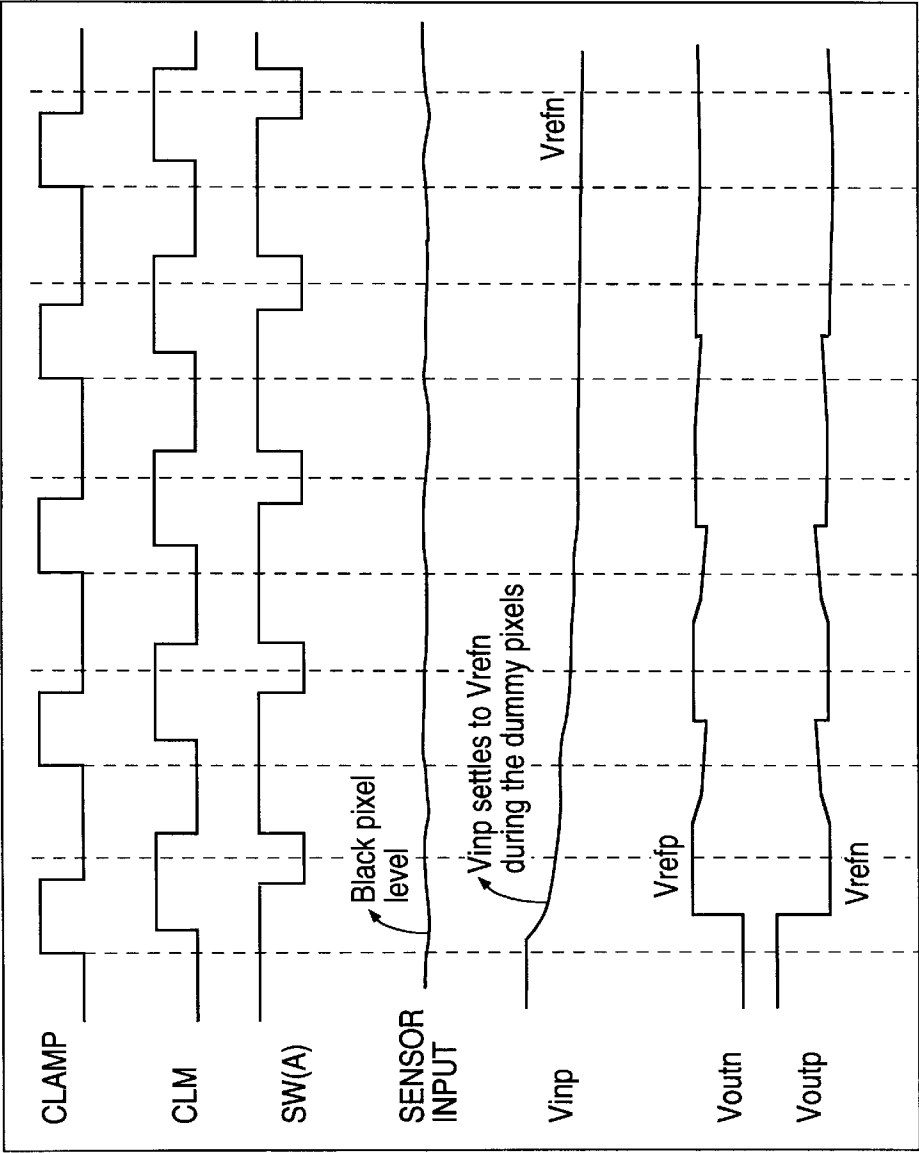 CLAMP
CLM
SW(A)
SENSOR
INPUT
Black pixel
level
Vinp
Vinp settles to Vrefn
during the dummy pixels
Vrefn
Voutn
Vrefp
Voutp
Vrefn